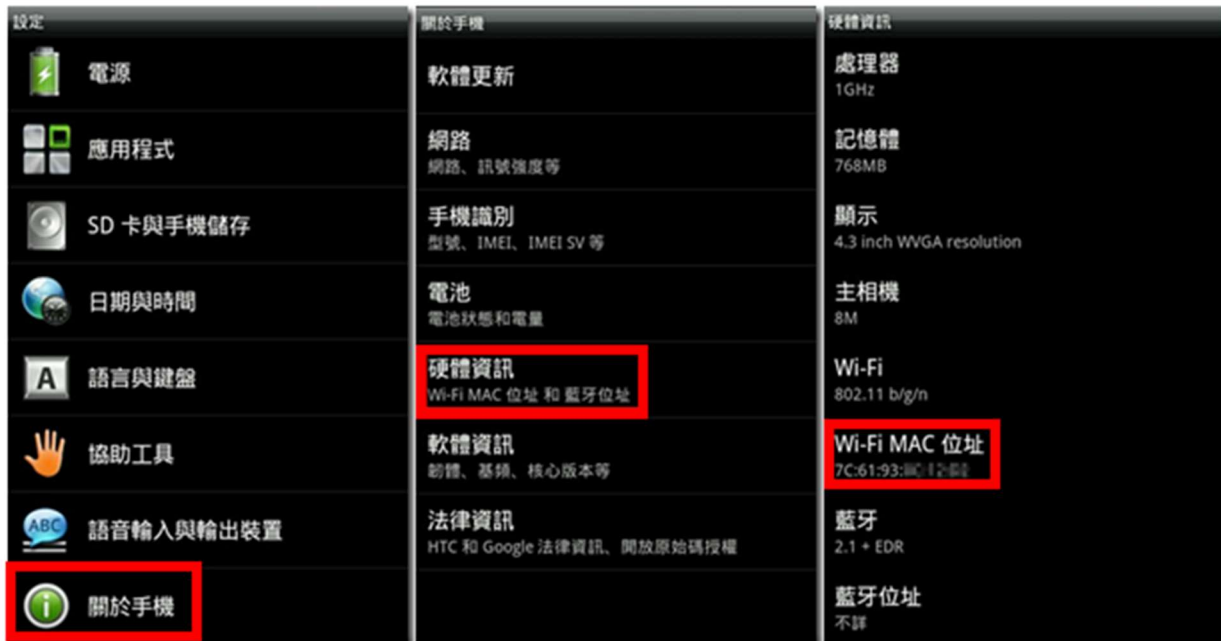 設定
電源
應用程式
SD 卡與手機儲存
日期與時間
A
語言與鍵盤
協助工具
ABC
語音輸入與輸出裝置
關於手機
關於手機
軟體更新
網路
網路、訊號強度等
手機識別
型號、IMEI、IMEI SV 等
電池
電池狀態和電量
硬體資訊
Wi-Fi MAC 位址 和 藍牙位址
軟體資訊
韌體、基頻、核心版本等
法律資訊
HTC 和 Google 法律資訊、開放原始碼授權
硬體資訊
處理器
1GHz
記憶體
768MB
顯示
4.3 inch WVGA resolution
主相機
8M
Wi-Fi
802.11 b/g/n
Wi-Fi MAC 位址
7C:61:93:
藍牙
2.1 + EDR
藍牙位址
不詳